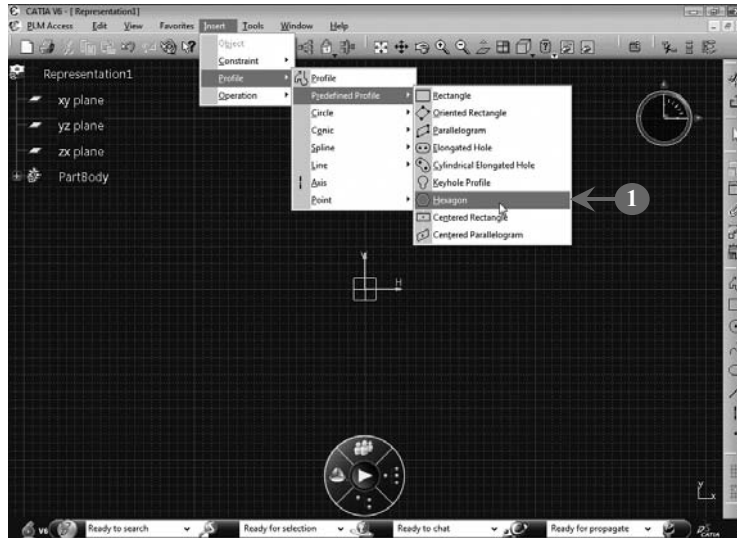 CATIA V6 - [Representation1]
PLM Access Edit View Favorites Insert Tools Window Help
Object
Constraint
Profile
Operation
Profile
Predefined Profile
Circle
Conic
Spline
Line
Axis
Point
Rectangle
Oriented Rectangle
Parallelogram
Elongated Hole
Cylindrical Elongated Hole
Keyhole Profile
Hexagon
Centered Rectangle
Centered Parallelogram
1
Representation1
xy plane
yz plane
zx plane
PartBody
V
H
Y
X
V6 Ready to search Ready for selection Ready to chat Ready for propagate CATIA